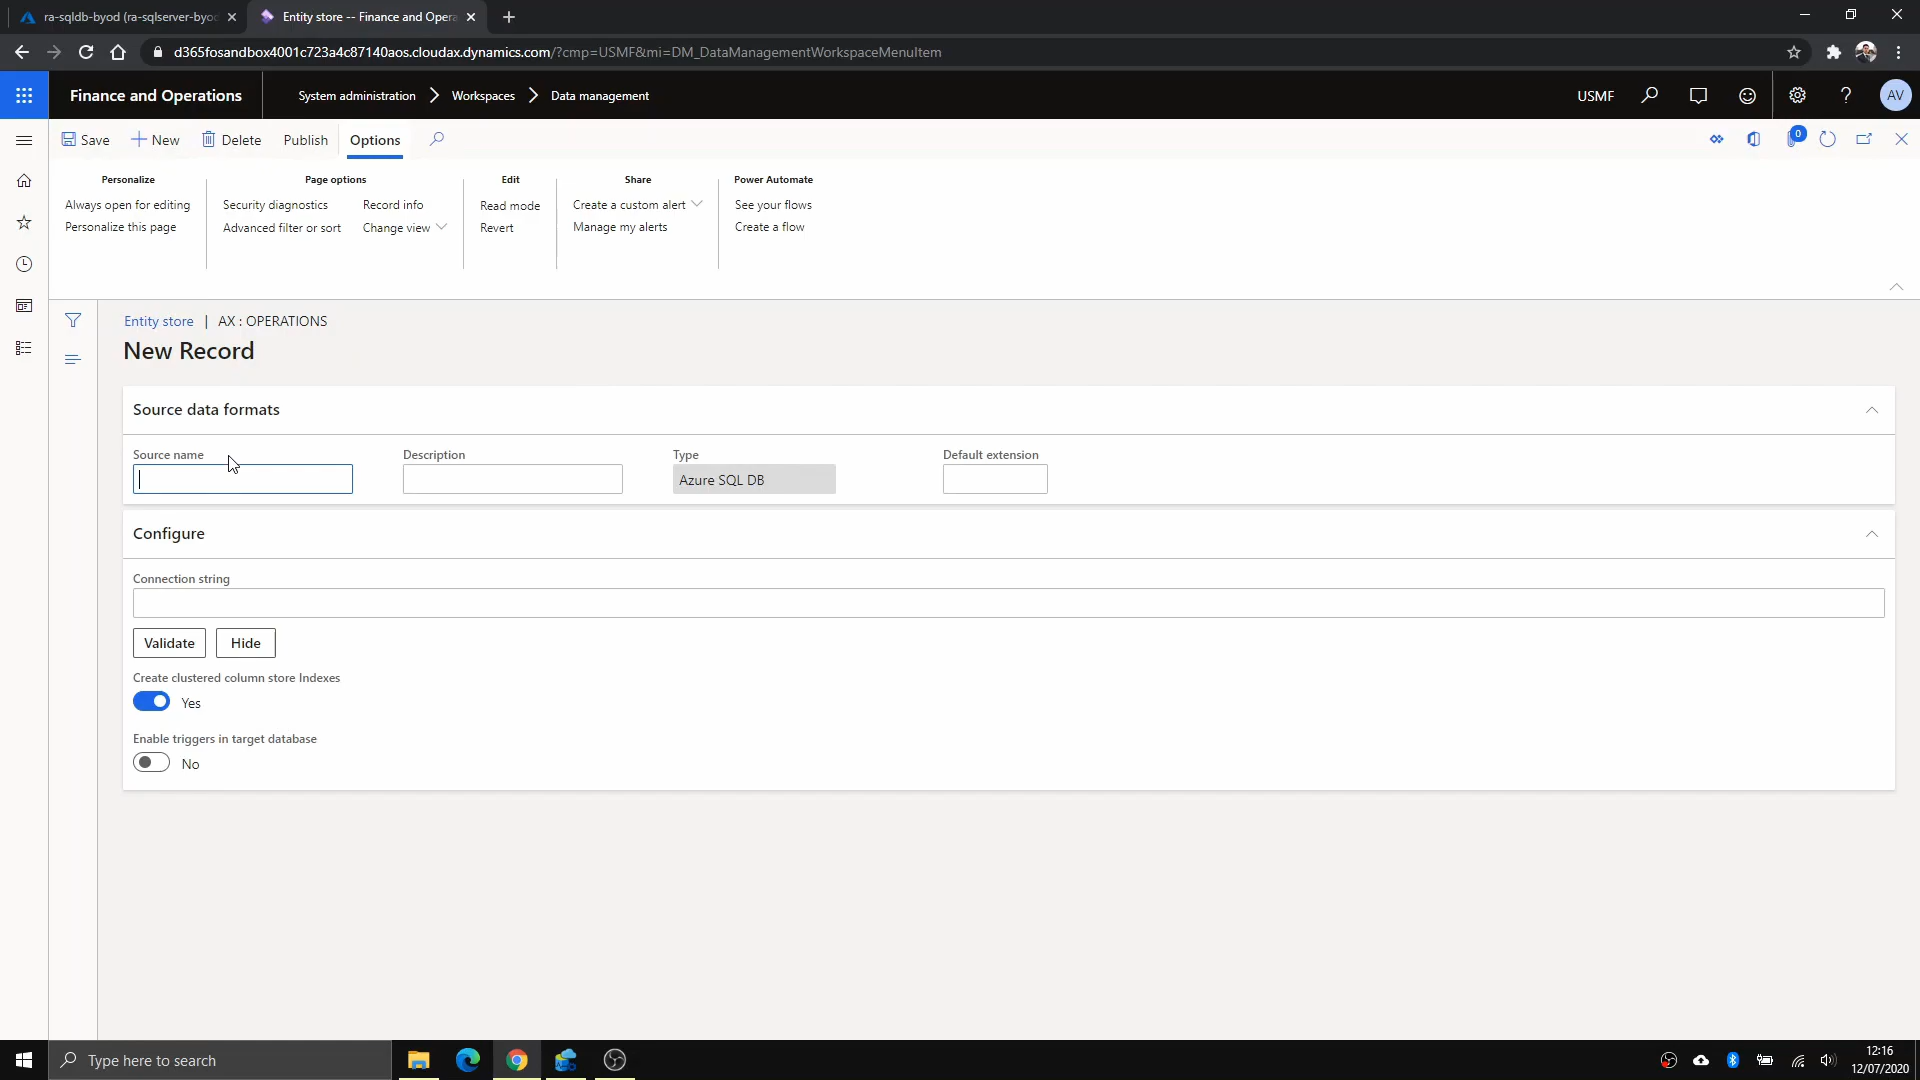 ra-sqldb-byod (ra-sqlserver-byod
Entity store -- Finance and Opera
d365fosandbox4001c723a4c87140aos.cloudax.dynamics.com/?cmp=USMF&mi=DM_DataManagementWorkspaceMenuItem
Finance and Operations System administration Workspaces Data management USMF ? AV
Save New Delete Publish Options 0
Personalize Page options Edit Share Power Automate
Always open for editing Security diagnostics Record info Read mode Create a custom alert See your flows
Personalize this page Advanced filter or sort Change view Revert Manage my alerts Create a flow
Entity store | AX : OPERATIONS
New Record
Source data formats
Source name Description Type Default extension
Azure SQL DB
Configure
Connection string
Validate Hide
Create clustered column store Indexes
Yes
Enable triggers in target database
No
Type here to search
12:16
12/07/2020